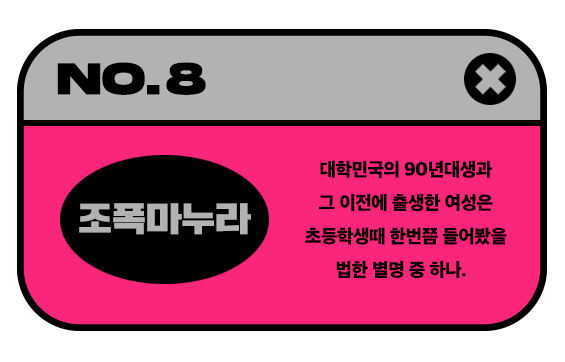 NO. 8
조폭마누라
대학민국의 90년대생과
그 이전에 출생한 여성은
초등학생때 한번쯤 들어봤을
법한 별명 중 하나.